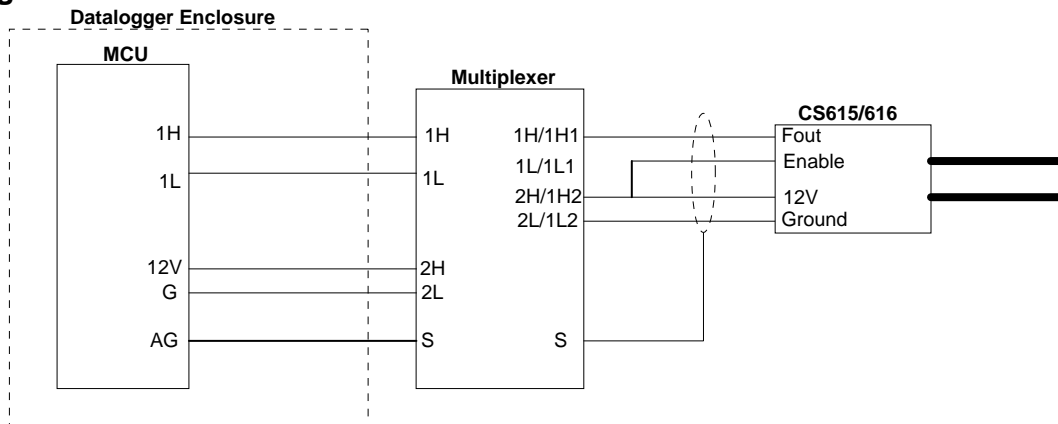 Datalogger Enclosure
MCU
1H
1L
12V
G
AG
Multiplexer
1H
1L
2H
2L
S
1H/1H1
1L/1L1
2H/1H2
2L/1L2
S
CS615/616
Fout
Enable
12V
Ground